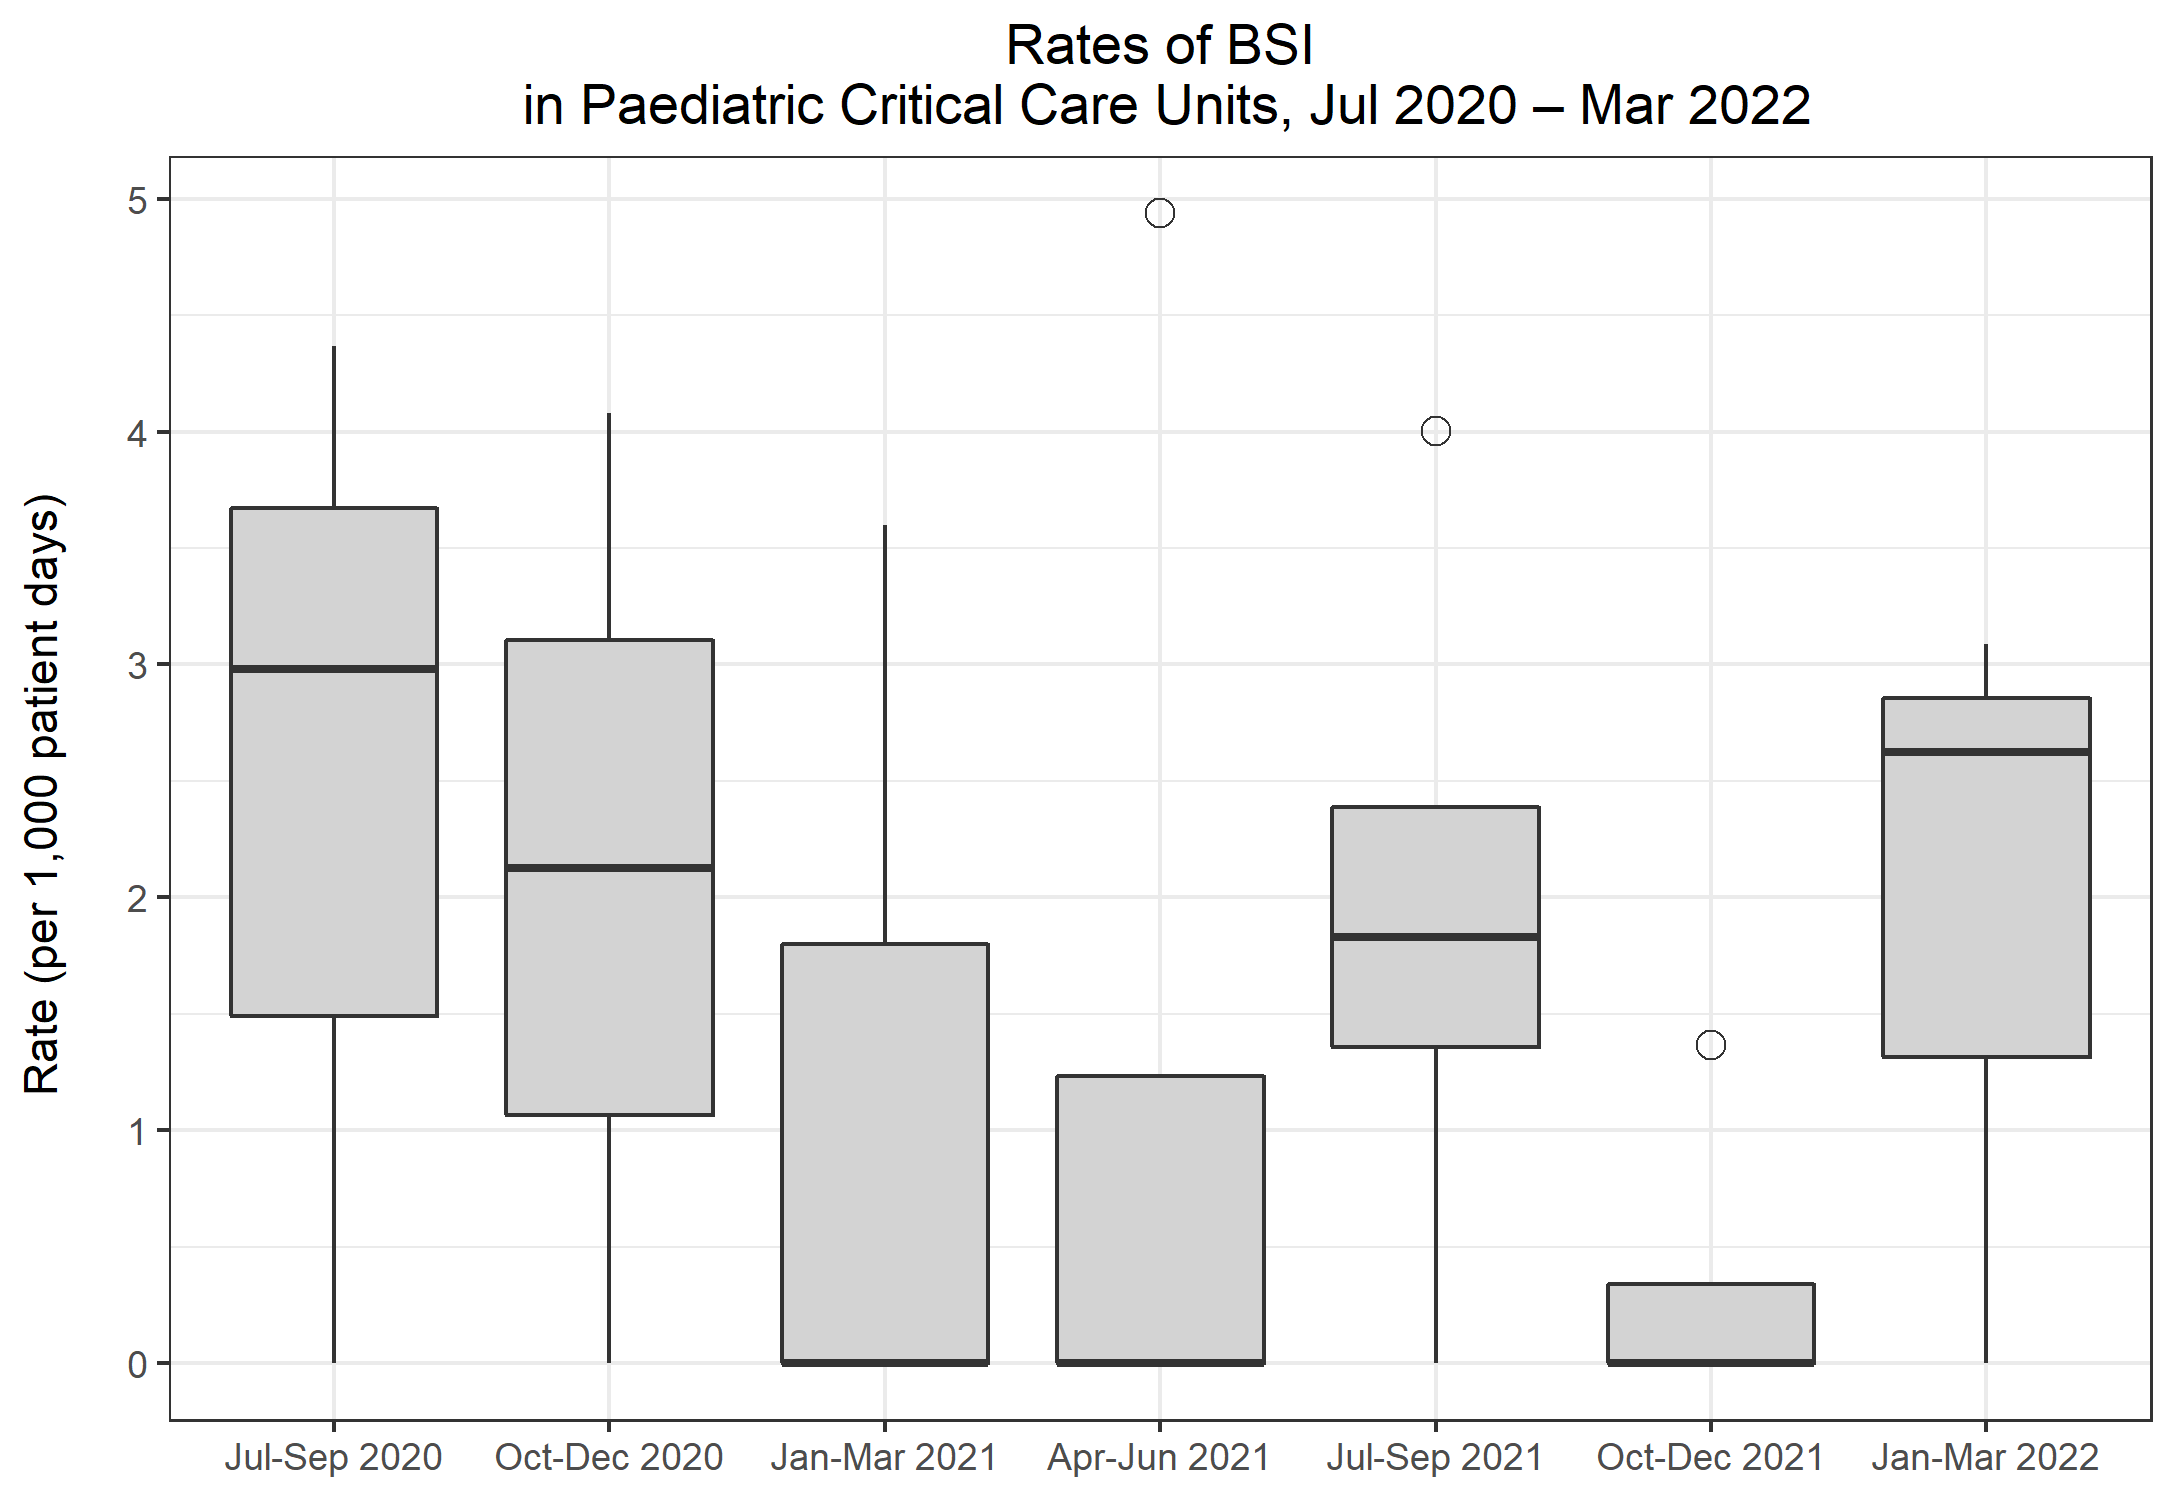 Rates of BSI
in Paediatric Critical Care Units, Jul 2020 – Mar 2022
Rate (per 1,000 patient days)
5
4
3
2
1
0
Jul-Sep 2020
Oct-Dec 2020
Jan-Mar 2021
Apr-Jun 2021
Jul-Sep 2021
Oct-Dec 2021
Jan-Mar 2022